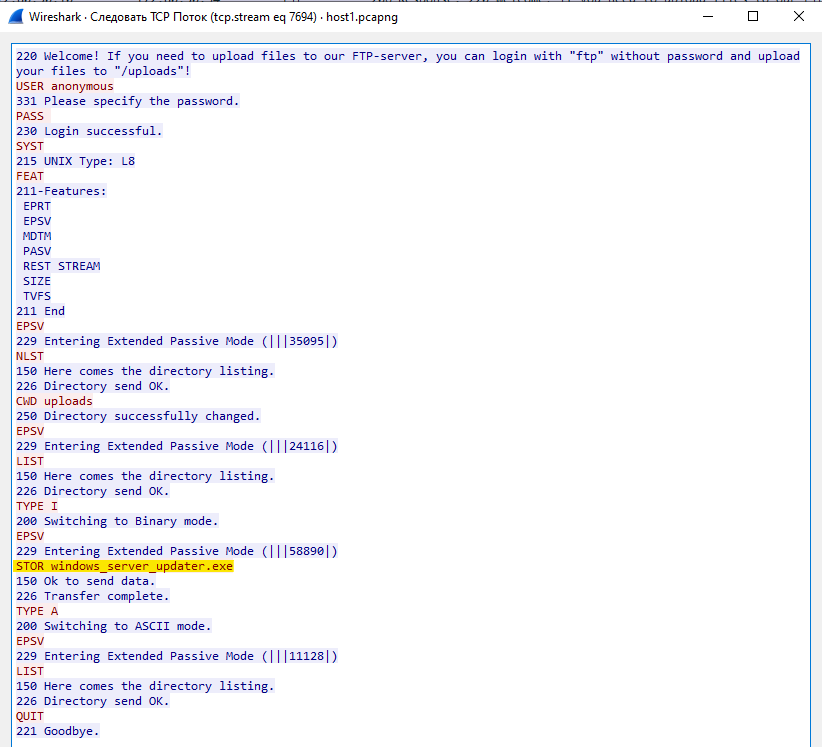 Wireshark · Следовать TCP Поток (tcp.stream eq 7694) · host1.pcapng
220 Welcome! If you need to upload files to our FTP-server, you can login with "ftp" without password and upload
your files to "/uploads"!
USER anonymous
331 Please specify the password.
PASS
230 Login successful.
SYST
215 UNIX Type: L8
FEAT
211-Features:
EPRT
EPSV
MDTM
PASV
REST STREAM
SIZE
TVFS
211 End
EPSV
229 Entering Extended Passive Mode (|||35095|)
NLST
150 Here comes the directory listing.
226 Directory send OK.
CWD uploads
250 Directory successfully changed.
EPSV
229 Entering Extended Passive Mode (|||24116|)
LIST
150 Here comes the directory listing.
226 Directory send OK.
TYPE I
200 Switching to Binary mode.
EPSV
229 Entering Extended Passive Mode (|||58890|)
STOR windows_server_updater.exe
150 Ok to send data.
226 Transfer complete.
TYPE A
200 Switching to ASCII mode.
EPSV
229 Entering Extended Passive Mode (|||11128|)
LIST
150 Here comes the directory listing.
226 Directory send OK.
QUIT
221 Goodbye.